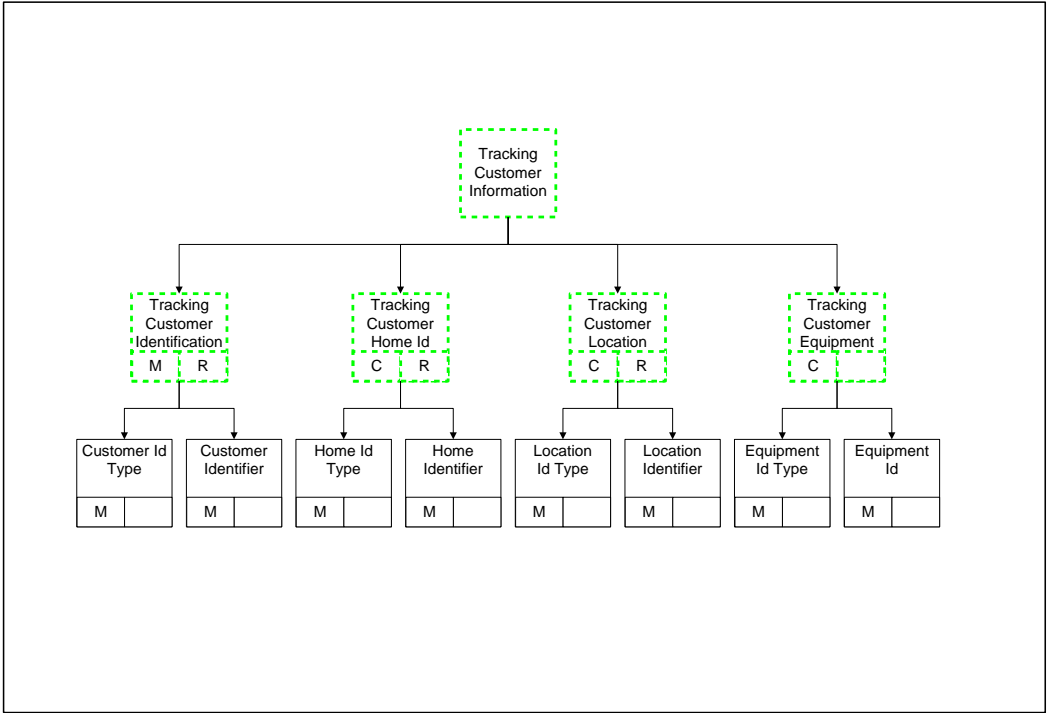 Tracking
Customer
Information
Tracking
Customer
Identification
M R
Tracking
Customer
Home Id
C R
Tracking
Customer
Location
C R
Tracking
Customer
Equipment
C
Customer Id
Type
M
Customer
Identifier
M
Home Id
Type
M
Home
Identifier
M
Location
Id Type
M
Location
Identifier
M
Equipment
Id Type
M
Equipment
Id
M